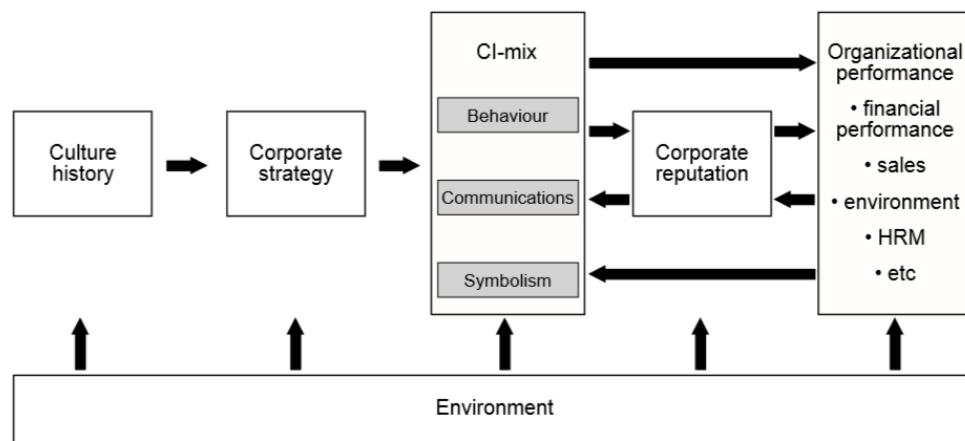 Culture
history
Corporate
strategy
CI-mix
Behaviour
Communications
Symbolism
Corporate
reputation
Organizational
performance
• financial
performance
• sales
• environment
• HRM
• etc
Environment